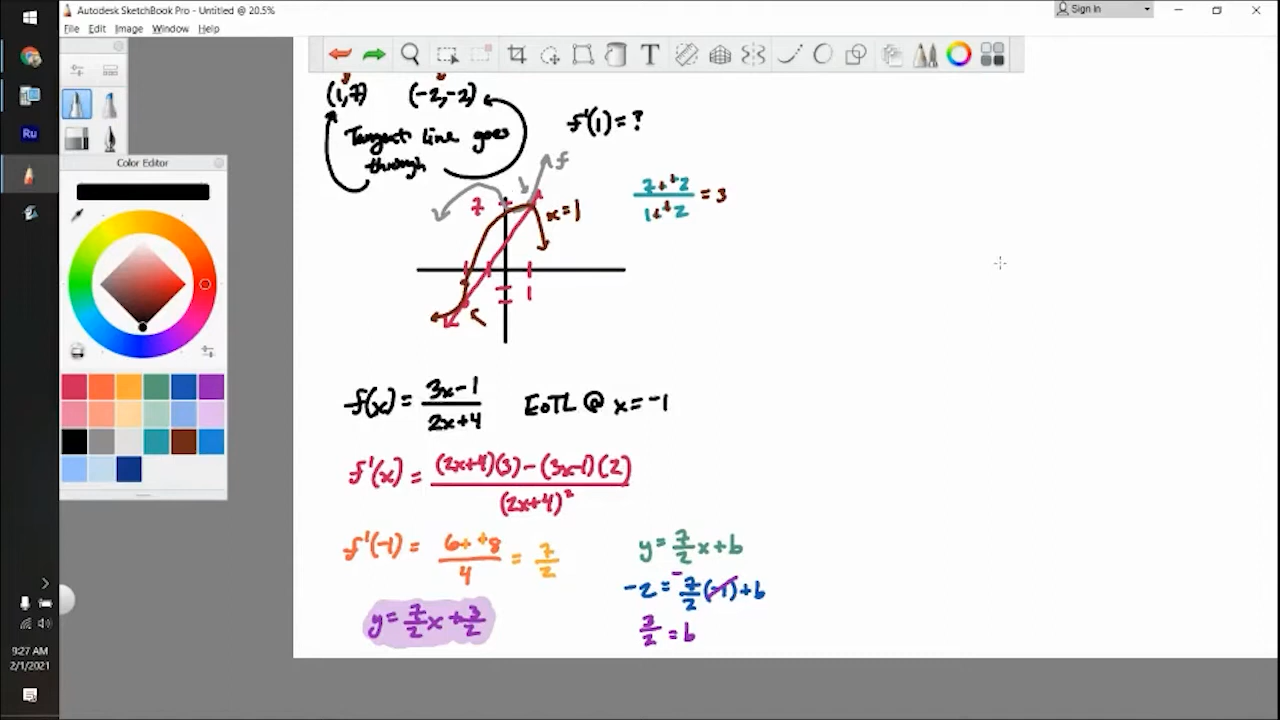 Autodesk SketchBook Pro - Untitled @ 20.5%
Sign In
File Edit Image Window Help
(1,7) (-2,-2)
Tangent line goes
through
f'(1)=?
f
7
x=1
1
7+ +2 / 1+ +2 = 3
Color Editor
Ru
f(x) = 3x-1 / 2x+4 EoTL @ x=-1
f'(x) = (2x+4)(3)-(3x-1)(2) / (2x+4)²
f'(-1) = 6+ +8 / 4 = 7/2
y=7/2x+b
-2 = -7/2(-1)+b
y=7/2x+3/2
3/2 = b
9:27 AM
2/1/2021